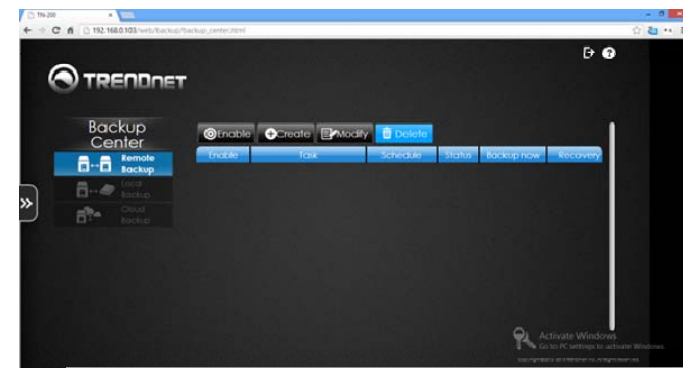 TN-200
192.168.0.103/web/Backup/backup_center.html
TRENDNET
Backup
Center
Remote
Backup
Local
Backup
Cloud
Backup
Enable Create Modify Delete
Enable Task Schedule Status Backup now Recovery
Activate Windows
Go to PC settings to activate Windows.